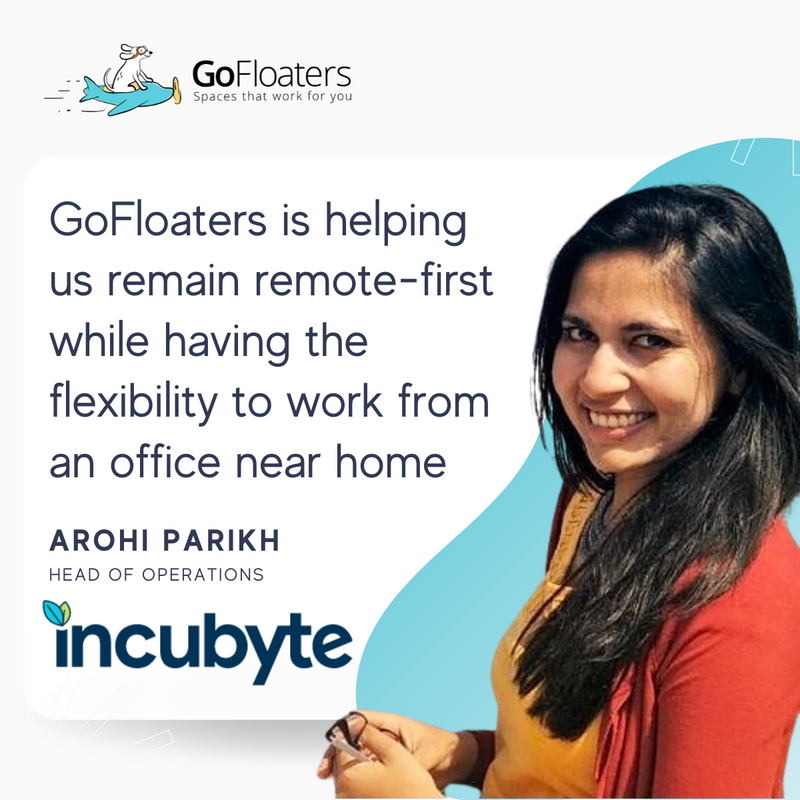 GoFloaters
Spaces that work for you
GoFloaters is helping
us remain remote-first
while having the
flexibility to work from
an office near home
AROHI PARIKH
HEAD OF OPERATIONS
incubyte